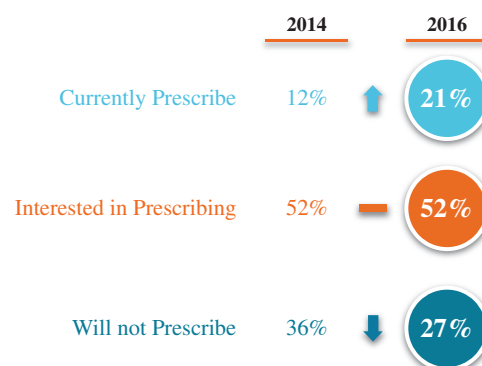 2014 2016
Currently Prescribe 12% 21%
Interested in Prescribing 52% 52%
Will not Prescribe 36% 27%